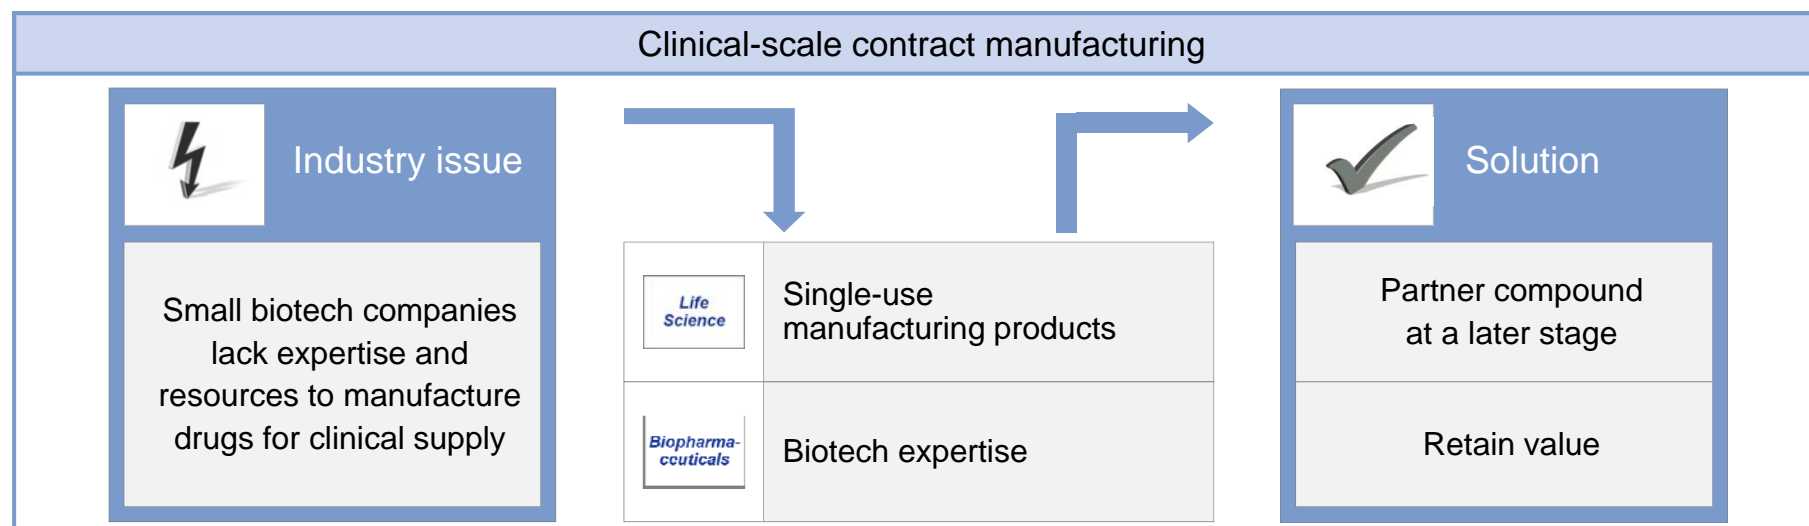 Clinical-scale contract manufacturing
Industry issue
Small biotech companies
lack expertise and
resources to manufacture
drugs for clinical supply
Life
Science
Single-use
manufacturing products
Biopharma-
ceuticals
Biotech expertise
Solution
Partner compound
at a later stage
Retain value